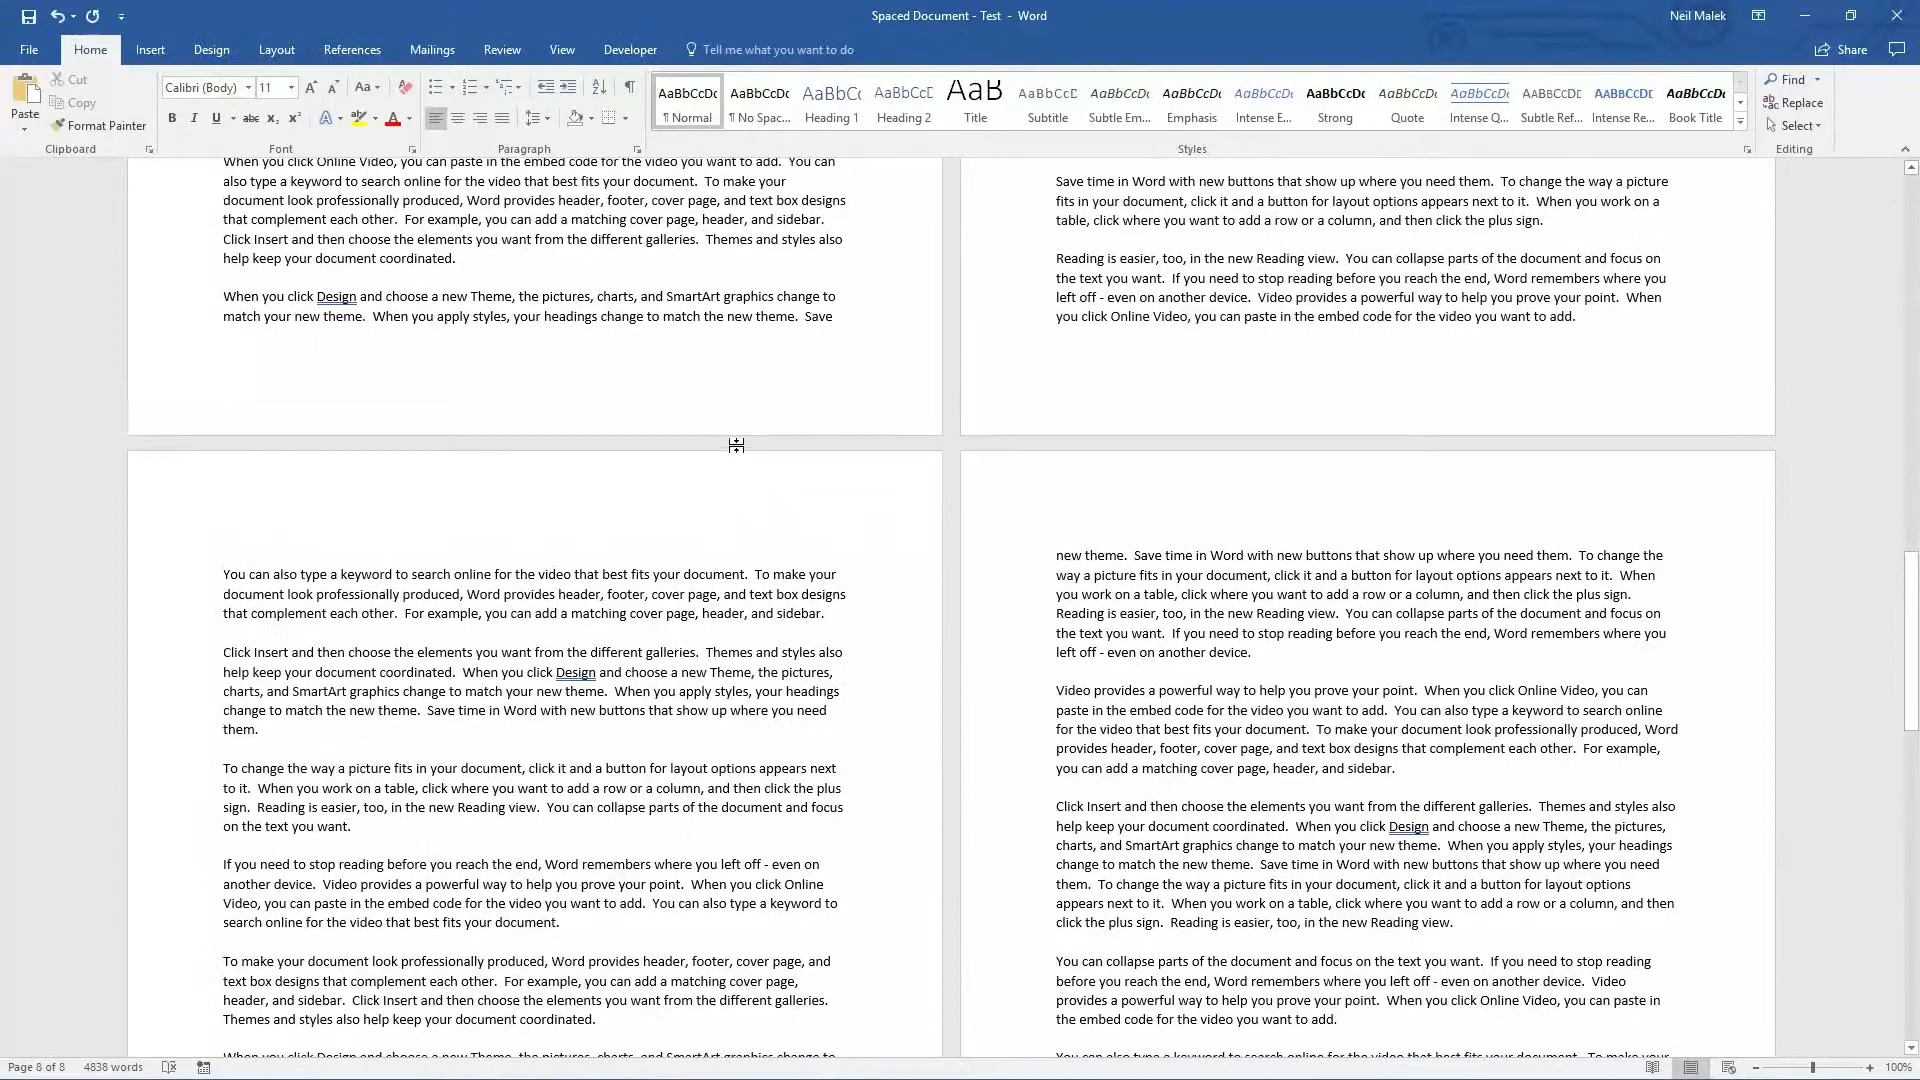 Spaced Document - Test - Word
Neil Malek
File Home Insert Design Layout References Mailings Review View Developer Tell me what you want to do Share
Paste
Cut
Copy
Format Painter
Calibri (Body) 11
AaBbCcDc AaBbCcDc AaBbCc AaBbCcD AaB AaBbCcD AaBbCcDc AaBbCcDc AaBbCcDc AaBbCcDc AaBbCcDc AaBbCcDc AABBCCDC AABBCCDC AaBbCcDc
¶ Normal ¶ No Spac... Heading 1 Heading 2 Title Subtitle Subtle Em... Emphasis Intense E... Strong Quote Intense Q... Subtle Ref... Intense Re... Book Title
Find
Replace
Select
Clipboard Font Paragraph Styles Editing
When you click Online Video, you can paste in the embed code for the video you want to add.  You can
also type a keyword to search online for the video that best fits your document.  To make your
document look professionally produced, Word provides header, footer, cover page, and text box designs
that complement each other.  For example, you can add a matching cover page, header, and sidebar.
Click Insert and then choose the elements you want from the different galleries.  Themes and styles also
help keep your document coordinated.
When you click Design and choose a new Theme, the pictures, charts, and SmartArt graphics change to
match your new theme.  When you apply styles, your headings change to match the new theme.  Save
Save time in Word with new buttons that show up where you need them.  To change the way a picture
fits in your document, click it and a button for layout options appears next to it.  When you work on a
table, click where you want to add a row or a column, and then click the plus sign.
Reading is easier, too, in the new Reading view.  You can collapse parts of the document and focus on
the text you want.  If you need to stop reading before you reach the end, Word remembers where you
left off - even on another device.  Video provides a powerful way to help you prove your point.  When
you click Online Video, you can paste in the embed code for the video you want to add.
You can also type a keyword to search online for the video that best fits your document.  To make your
document look professionally produced, Word provides header, footer, cover page, and text box designs
that complement each other.  For example, you can add a matching cover page, header, and sidebar.
Click Insert and then choose the elements you want from the different galleries.  Themes and styles also
help keep your document coordinated.  When you click Design and choose a new Theme, the pictures,
charts, and SmartArt graphics change to match your new theme.  When you apply styles, your headings
change to match the new theme.  Save time in Word with new buttons that show up where you need
them.
To change the way a picture fits in your document, click it and a button for layout options appears next
to it.  When you work on a table, click where you want to add a row or a column, and then click the plus
sign.  Reading is easier, too, in the new Reading view.  You can collapse parts of the document and focus
on the text you want.
If you need to stop reading before you reach the end, Word remembers where you left off - even on
another device.  Video provides a powerful way to help you prove your point.  When you click Online
Video, you can paste in the embed code for the video you want to add.  You can also type a keyword to
search online for the video that best fits your document.
To make your document look professionally produced, Word provides header, footer, cover page, and
text box designs that complement each other.  For example, you can add a matching cover page,
header, and sidebar.  Click Insert and then choose the elements you want from the different galleries.
Themes and styles also help keep your document coordinated.
When you click Design and choose a new Theme, the pictures, charts, and SmartArt graphics change to
new theme.  Save time in Word with new buttons that show up where you need them.  To change the
way a picture fits in your document, click it and a button for layout options appears next to it.  When
you work on a table, click where you want to add a row or a column, and then click the plus sign.
Reading is easier, too, in the new Reading view.  You can collapse parts of the document and focus on
the text you want.  If you need to stop reading before you reach the end, Word remembers where you
left off - even on another device.
Video provides a powerful way to help you prove your point.  When you click Online Video, you can
paste in the embed code for the video you want to add.  You can also type a keyword to search online
for the video that best fits your document.  To make your document look professionally produced, Word
provides header, footer, cover page, and text box designs that complement each other.  For example,
you can add a matching cover page, header, and sidebar.
Click Insert and then choose the elements you want from the different galleries.  Themes and styles also
help keep your document coordinated.  When you click Design and choose a new Theme, the pictures,
charts, and SmartArt graphics change to match your new theme.  When you apply styles, your headings
change to match the new theme.  Save time in Word with new buttons that show up where you need
them.  To change the way a picture fits in your document, click it and a button for layout options
appears next to it.  When you work on a table, click where you want to add a row or a column, and then
click the plus sign.  Reading is easier, too, in the new Reading view.
You can collapse parts of the document and focus on the text you want.  If you need to stop reading
before you reach the end, Word remembers where you left off - even on another device.  Video
provides a powerful way to help you prove your point.  When you click Online Video, you can paste in
the embed code for the video you want to add.
You can also type a keyword to search online for the video that best fits your document.  To make your
Page 8 of 8 4838 words 100%